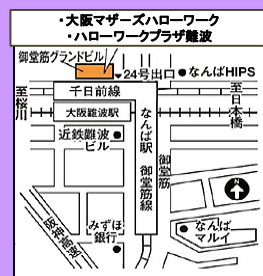 ・大阪マザーズハローワーク
・ハローワークプラザ難波
御堂筋グランドビル
24号出口
なんばHIPS
至桜川
千日前線
大阪難波駅
至日本橋
近鉄難波
ビル
なんば駅
御堂筋線
御堂筋
阪神高速
みずほ
銀行
なんば
マルイ